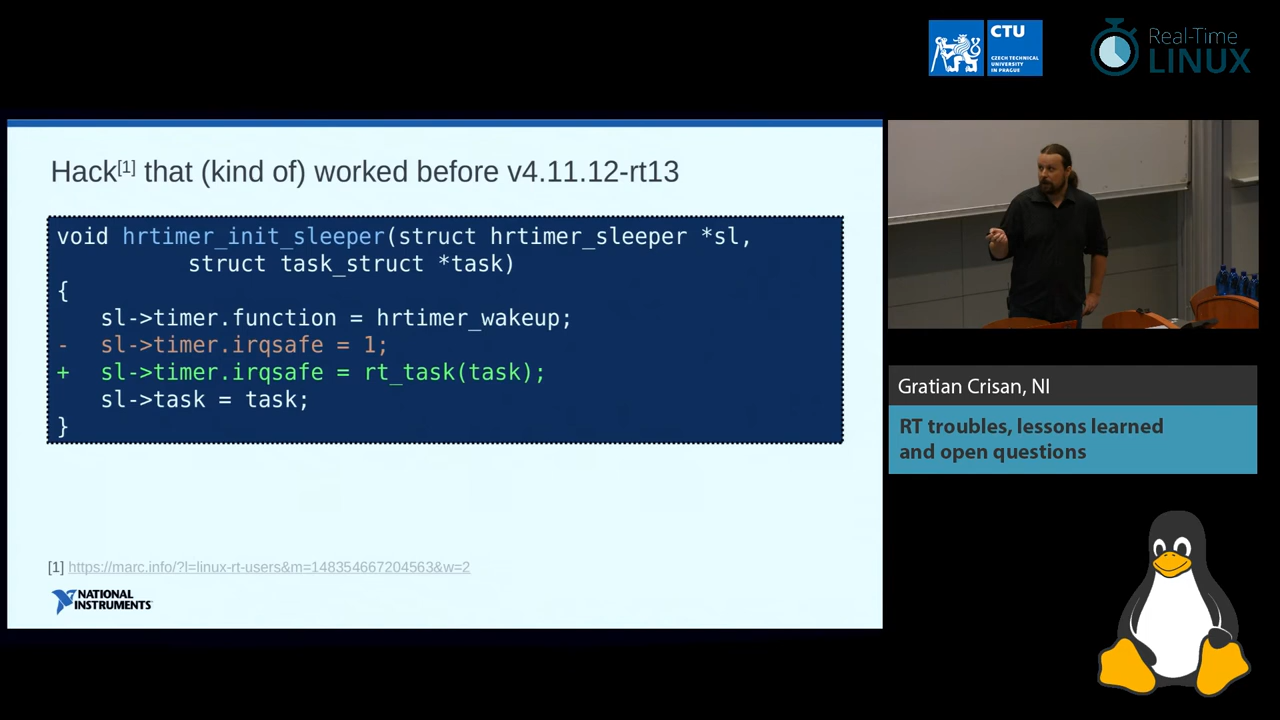 CTU
CZECH TECHNICAL
UNIVERSITY
IN PRAGUE
Real-Time
LINUX
Hack[1] that (kind of) worked before v4.11.12-rt13
void hrtimer_init_sleeper(struct hrtimer_sleeper *sl,
struct task_struct *task)
{
sl->timer.function = hrtimer_wakeup;
- sl->timer.irqsafe = 1;
+ sl->timer.irqsafe = rt_task(task);
sl->task = task;
}
[1] https://marc.info/?l=linux-rt-users&m=148354667204563&w=2
NATIONAL
INSTRUMENTS
Gratian Crisan, NI
RT troubles, lessons learned
and open questions